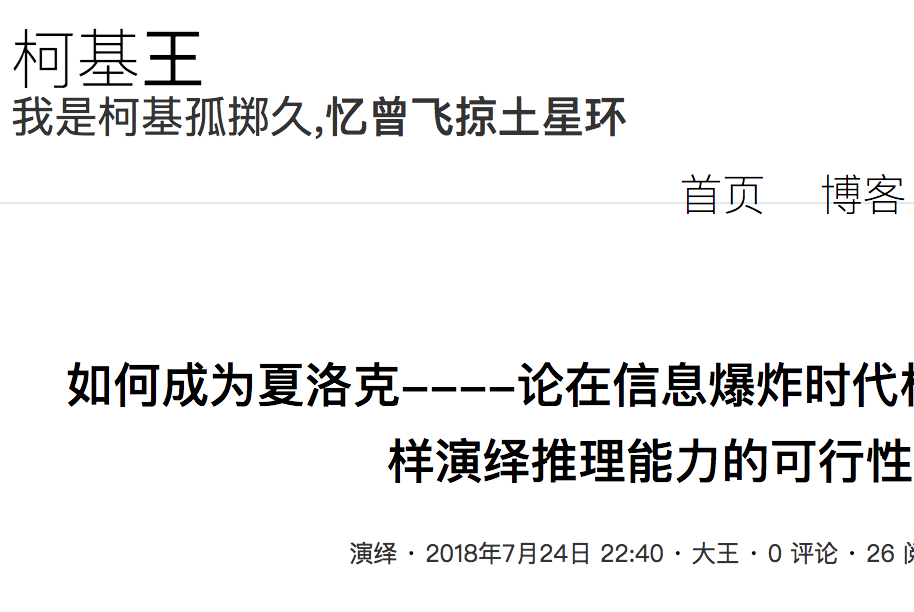 柯基王
我是柯基孤掷久,忆曾飞掠土星环
首页 博客
如何成为夏洛克----论在信息爆炸时代
样演绎推理能力的可行性
演绎 · 2018年7月24日 22:40 · 大王 · 0 评论 · 26